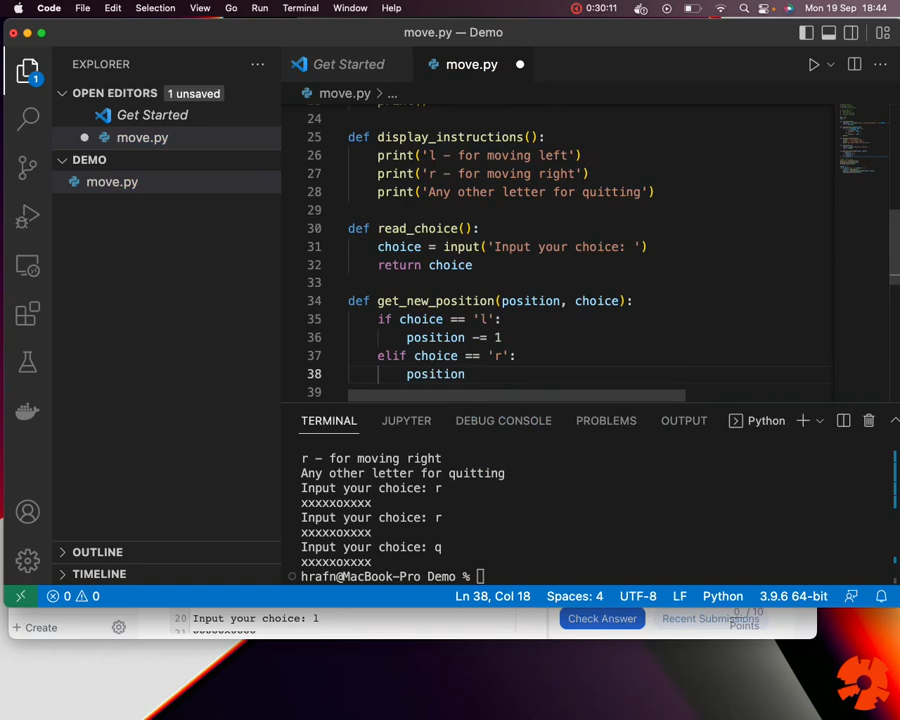 Code File Edit Selection View Go Run Terminal Window Help 0:30:11 Mon 19 Sep 18:44
move.py — Demo
EXPLORER
Get Started
move.py
OPEN EDITORS 1 unsaved
move.py > ...
Get Started
24
move.py
25 def display_instructions():
26 print('l - for moving left')
DEMO
27 print('r - for moving right')
move.py
28 print('Any other letter for quitting')
29
30 def read_choice():
31 choice = input('Input your choice: ')
32 return choice
33
34 def get_new_position(position, choice):
35 if choice == 'l':
36 position -= 1
37 elif choice == 'r':
38 position
39
TERMINAL JUPYTER DEBUG CONSOLE PROBLEMS OUTPUT Python
r - for moving right
Any other letter for quitting
Input your choice: r
xxxxxoxxxx
Input your choice: r
xxxxxoxxxx
Input your choice: q
xxxxxoxxxx
hrafn@MacBook-Pro Demo %
OUTLINE
TIMELINE
0 0 Ln 38, Col 18 Spaces: 4 UTF-8 LF Python 3.9.6 64-bit
Create
20 Input your choice: l
21
Check Answer
Recent Submissions
0 / 10
Points
1